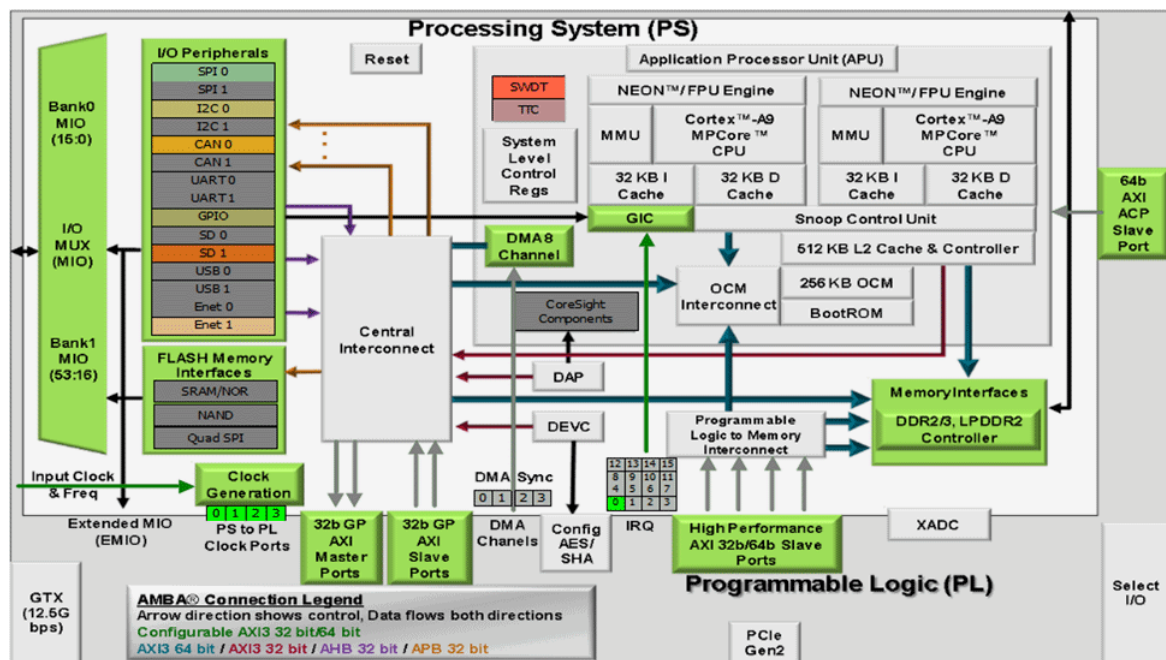 Processing System (PS)
I/O Peripherals
SPI 0
SPI 1
I2C 0
I2C 1
CAN 0
CAN 1
UART 0
UART 1
GPIO
SD 0
SD 1
USB 0
USB 1
Enet 0
Enet 1
Bank0
MIO
(15:0)
I/O
MUX
(MIO)
Bank1
MIO
(53:16)
FLASH Memory
Interfaces
SRAM/NOR
NAND
Quad SPI
Reset
SWDT
TTC
System
Level
Control
Regs
Application Processor Unit (APU)
NEON™/FPU Engine
MMU
Cortex™-A9
MPCore™
CPU
32 KB I
Cache
32 KB D
Cache
NEON™/FPU Engine
MMU
Cortex™-A9
MPCore™
CPU
32 KB I
Cache
32 KB D
Cache
GIC
Snoop Control Unit
DMA8
Channel
512 KB L2 Cache & Controller
OCM
Interconnect
256 KB OCM
BootROM
64b
AXI
ACP
Slave
Port
CoreSight
Components
Central
Interconnect
DAP
DEVC
Programmable
Logic to Memory
Interconnect
Memory Interfaces
DDR2/3, LPDDR2
Controller
Input Clock
& Freq
Clock
Generation
0 1 2 3
PS to PL
Clock Ports
Extended MIO
(EMIO)
32b GP
AXI
Master
Ports
32b GP
AXI
Slave
Ports
DMA Sync
0 1 2 3
DMA
Channels
Config
AES/
SHA
12 13 14 15
8 9 10 11
4 5 6 7
0 1 2 3
IRQ
High Performance
AXI 32b/64b Slave
Ports
XADC
Programmable Logic (PL)
GTX
(12.5G
bps)
AMBA® Connection Legend
Arrow direction shows control, Data flows both directions
Configurable AXI3 32 bit/64 bit
AXI3 64 bit / AXI3 32 bit / AHB 32 bit / APB 32 bit
PCIe
Gen2
Select
I/O